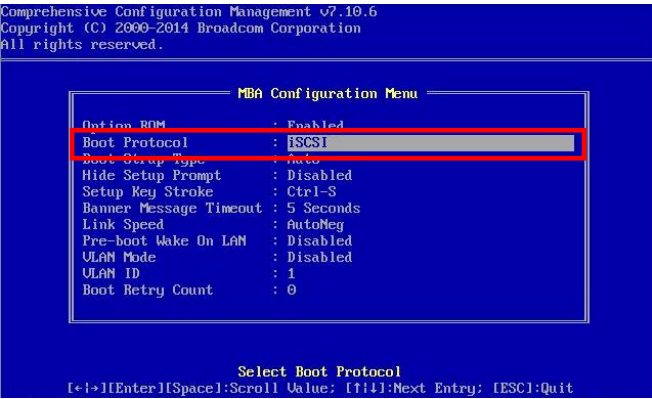 Comprehensive Configuration Management v7.10.6
Copyright (C) 2000-2014 Broadcom Corporation
All rights reserved.
MBA Configuration Menu
Option ROM : Enabled
Boot Protocol : iSCSI
Boot Strap Type : Auto
Hide Setup Prompt : Disabled
Setup Key Stroke : Ctrl-S
Banner Message Timeout : 5 Seconds
Link Speed : AutoNeg
Pre-boot Wake On LAN : Disabled
VLAN Mode : Disabled
VLAN ID : 1
Boot Retry Count : 0
Select Boot Protocol
[←|→][Enter][Space]:Scroll Value; [↑|↓]:Next Entry; [ESC]:Quit